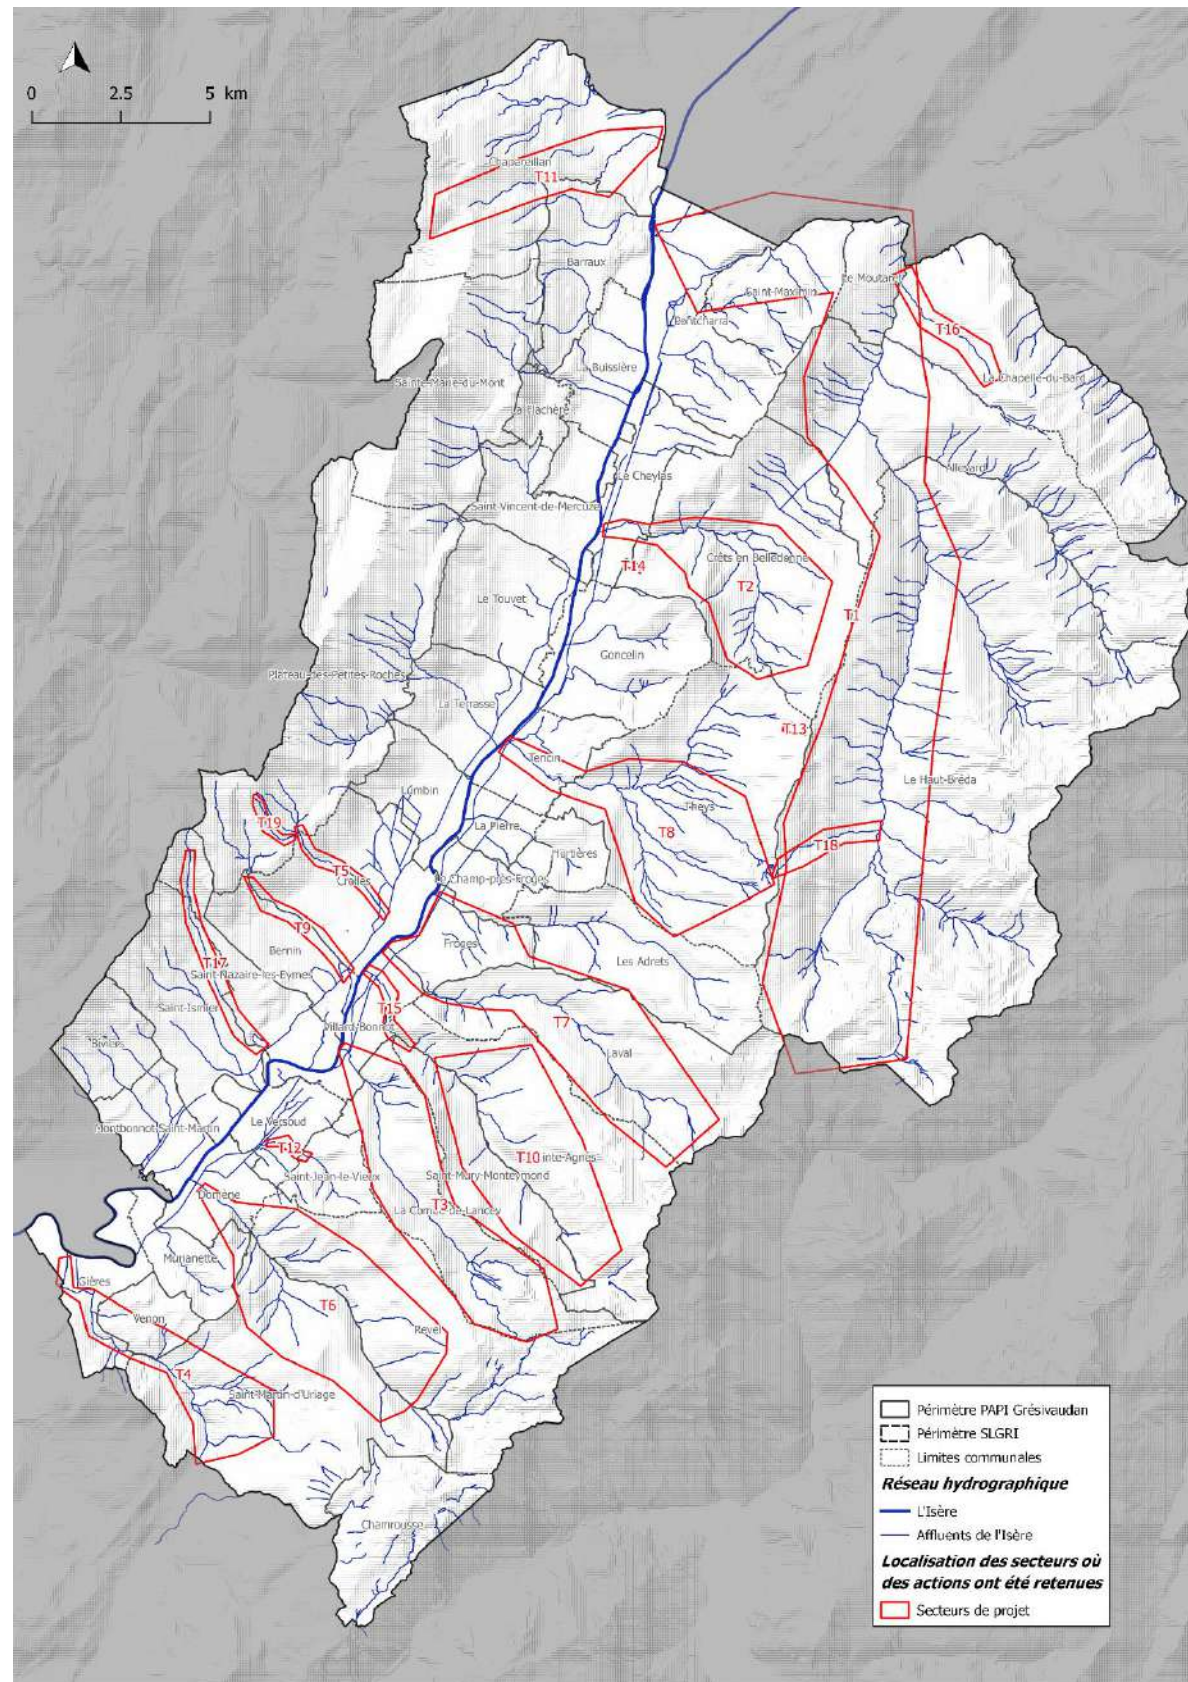 0 2.5 5 km
Chapareillan
T11
Barraux
Le Moutaret
Saint-Maximin
Pontcharra
T16
La Buissière
La Chapelle-du-Bard
Sainte-Marie-du-Mont
La Flachère
Allevard
Le Cheylas
Saint-Vincent-de-Mercuze
Crêts en Belledonne
T14
T2
Le Touvet
T1
Goncelin
Plateau-des-Petites-Roches
La Terrasse
T13
Tencin
Le Haut-Bréda
Lumbin
Theys
T19
La Pierre
T8
T18
Hurtières
T5
Crolles
Le Champ-près-Froges
T9
Froges
Bernin
Les Adrets
T17
Saint-Nazaire-les-Eymes
Saint-Ismier
T15
T7
Villard-Bonnot
Biviers
Laval
Le Versoud
Montbonnot-Saint-Martin
T12
T10
inte-Agnès
Saint-Jean-le-Vieux
Saint-Mury-Monteymond
Domène
T3
La Combe-de-Lancey
Murianette
Gières
T6
Venon
Revel
T4
Saint-Martin-d'Uriage
Chamrousse
Périmètre PAPI Grésivaudan
Périmètre SLGRI
Limites communales
Réseau hydrographique
L'Isère
Affluents de l'Isère
Localisation des secteurs où
des actions ont été retenues
Secteurs de projet